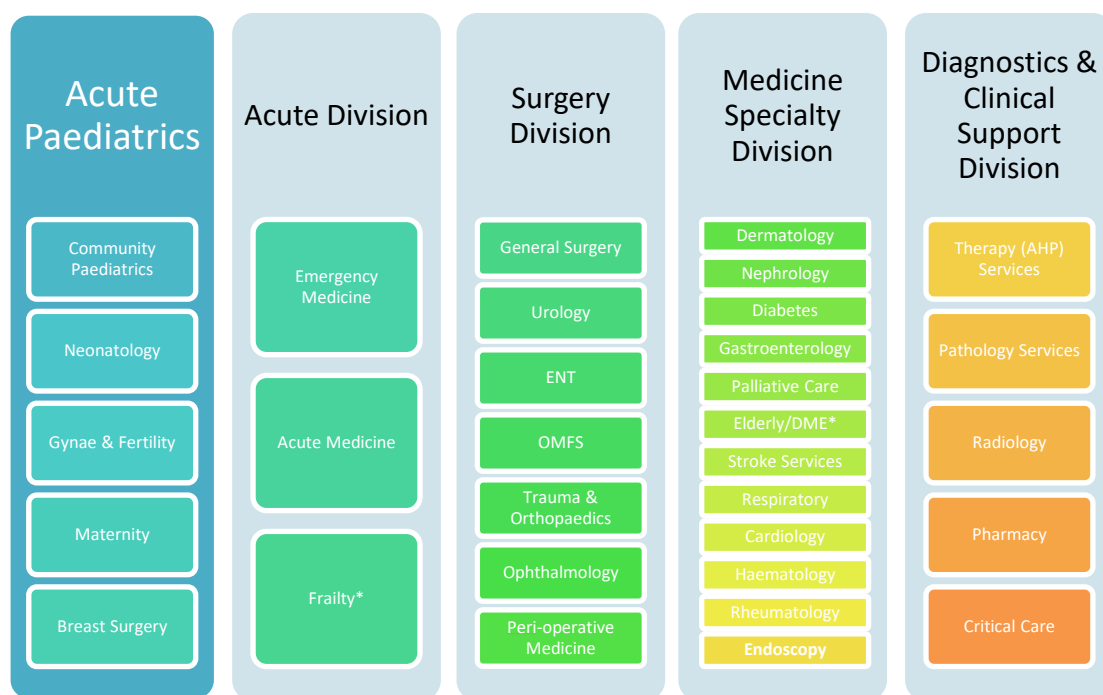 Acute
Paediatrics
Community
Paediatrics
Neonatology
Gynae & Fertility
Maternity
Breast Surgery
Acute Division
Emergency
Medicine
Acute Medicine
Frailty*
Surgery
Division
General Surgery
Urology
ENT
OMFS
Trauma &
Orthopaedics
Ophthalmology
Peri-operative
Medicine
Medicine
Specialty
Division
Dermatology
Nephrology
Diabetes
Gastroenterology
Palliative Care
Elderly/DME*
Stroke Services
Respiratory
Cardiology
Haematology
Rheumatology
Endoscopy
Diagnostics &
Clinical
Support
Division
Therapy (AHP)
Services
Pathology Services
Radiology
Pharmacy
Critical Care